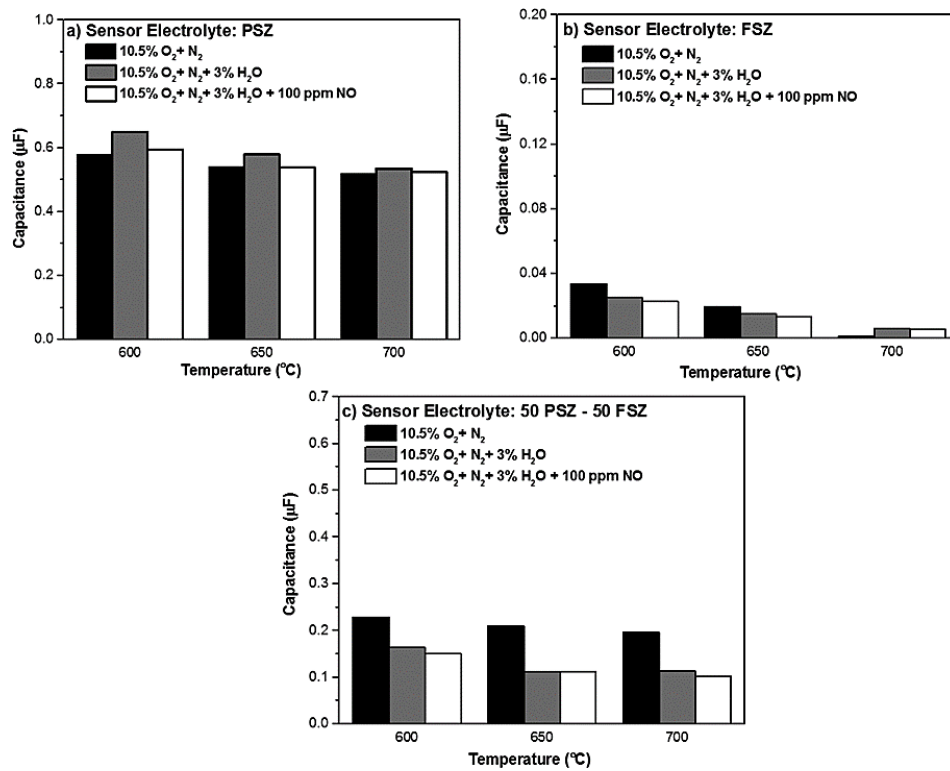 a) Sensor Electrolyte: PSZ
10.5% O₂+ N₂
10.5% O₂+ N₂+ 3% H₂O
10.5% O₂+ N₂+ 3% H₂O + 100 ppm NO
1.0
0.8
0.6
0.4
0.2
0.0
Capacitance (µF)
600 650 700
Temperature (°C)
b) Sensor Electrolyte: FSZ
10.5% O₂+ N₂
10.5% O₂+ N₂+ 3% H₂O
10.5% O₂+ N₂+ 3% H₂O + 100 ppm NO
0.20
0.16
0.12
0.08
0.04
0.00
Capacitance (µF)
600 650 700
Temperature (°C)
c) Sensor Electrolyte: 50 PSZ - 50 FSZ
10.5% O₂+ N₂
10.5% O₂+ N₂+ 3% H₂O
10.5% O₂+ N₂+ 3% H₂O + 100 ppm NO
0.7
0.6
0.5
0.4
0.3
0.2
0.1
0.0
Capacitance (µF)
600 650 700
Temperature (°C)